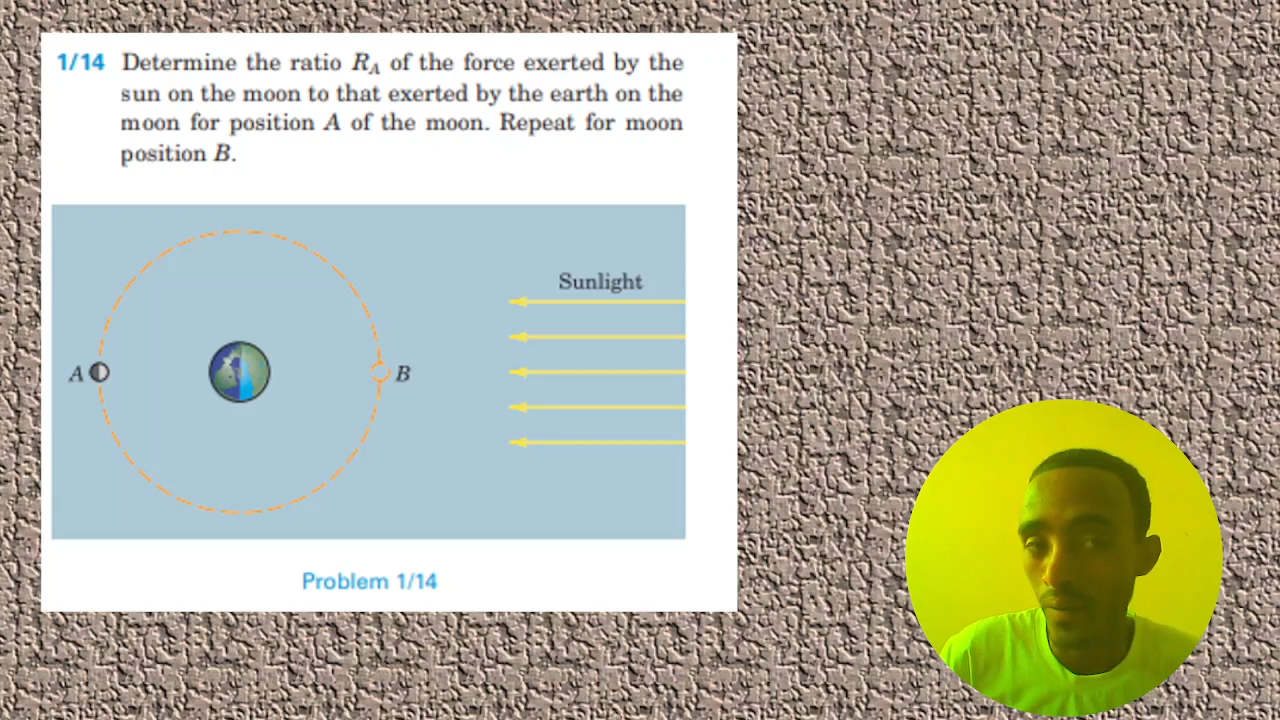 1/14 Determine the ratio R_A of the force exerted by the
sun on the moon to that exerted by the earth on the
moon for position A of the moon. Repeat for moon
position B.
Sunlight
A
B
Problem 1/14